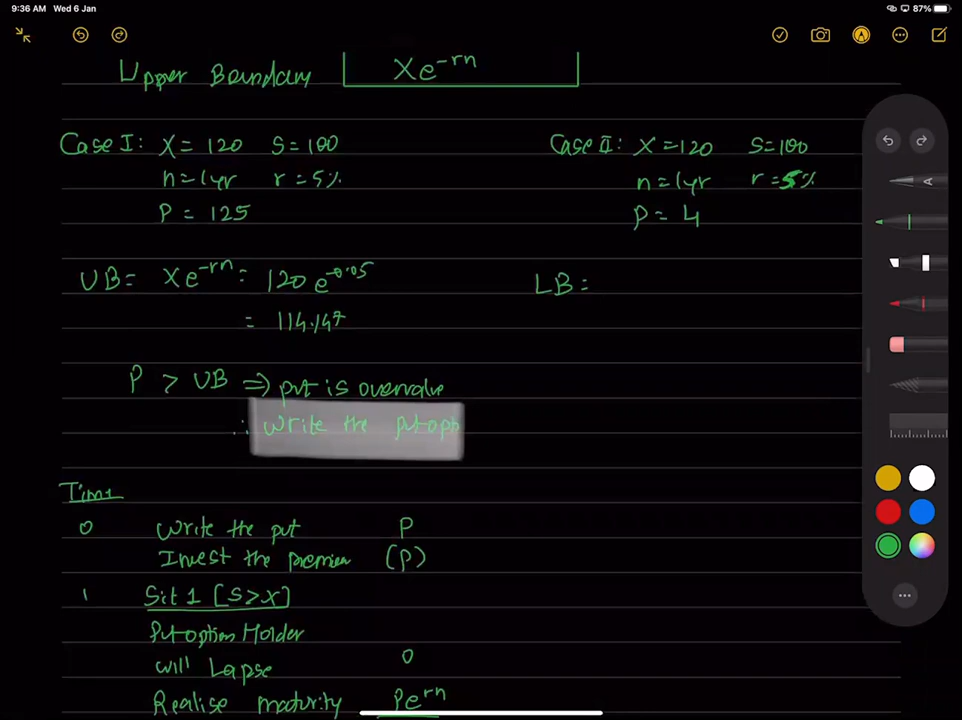 9:36 AM Wed 6 Jan
87%
Upper Boundary Xe^-rn
Case I: X = 120 S = 100
n = 1yr r = 5%
P = 125
Case II: X = 120 S = 100
n = 1yr r = 5%
P = 4
UB = Xe^-rn = 120 e^-0.05
= 114.147
LB =
P > UB ⇒ put is overvalue
∴ Write the put opt
Time
0 Write the put P
Invest the premium (P)
1 Sit 1 [S>X]
Put option Holder
will Lapse 0
Realise maturity Pe^rn
A